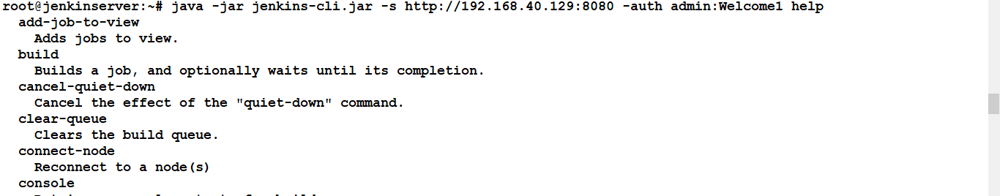 root@jenkinserver:~# java -jar jenkins-cli.jar -s http://192.168.40.129:8080 -auth admin:Welcome1 help
add-job-to-view
Adds jobs to view.
build
Builds a job, and optionally waits until its completion.
cancel-quiet-down
Cancel the effect of the "quiet-down" command.
clear-queue
Clears the build queue.
connect-node
Reconnect to a node(s)
console